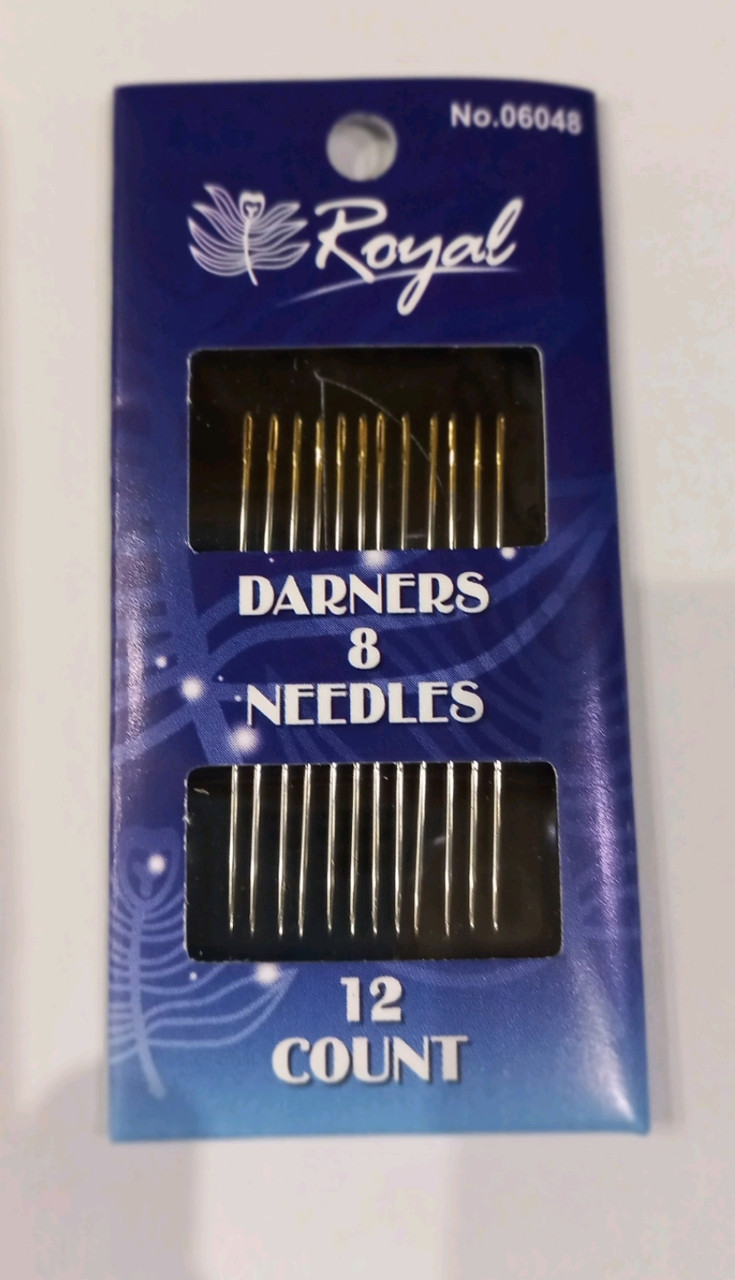 No.06048
Royal
DARNERS
8
NEEDLES
12
COUNT